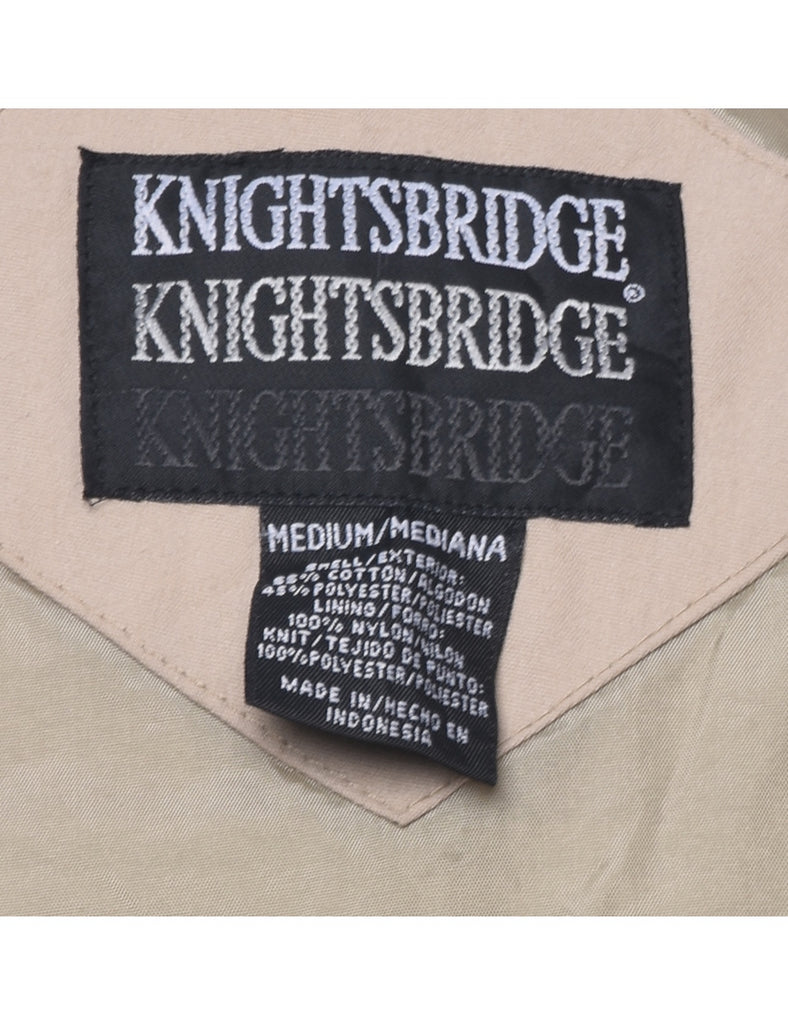 KNIGHTSBRIDGE
KNIGHTSBRIDGE®
KNIGHTSBRIDGE
MEDIUM/MEDIANA
SHELL/EXTERIOR:
55% COTTON/ALGODON
45% POLYESTER/POLIESTER
LINING/FORRO:
100% NYLON/NILON
KNIT/TEJIDO DE PUNTO:
100% POLYESTER/POLIESTER
MADE IN/HECHO EN
INDONESIA